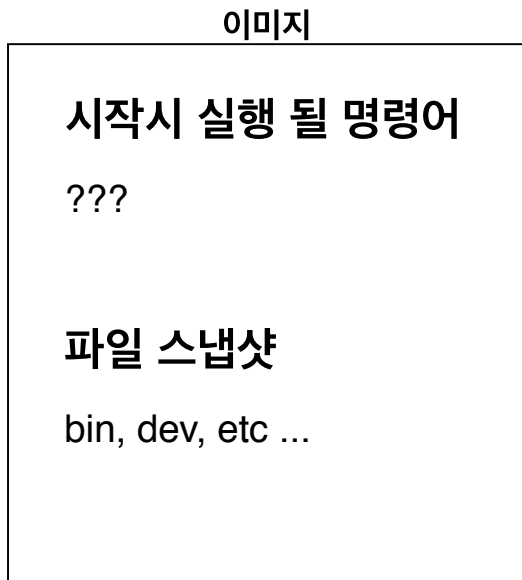 이미지
시작시 실행 될 명령어
???
파일 스냅샷
bin, dev, etc ...